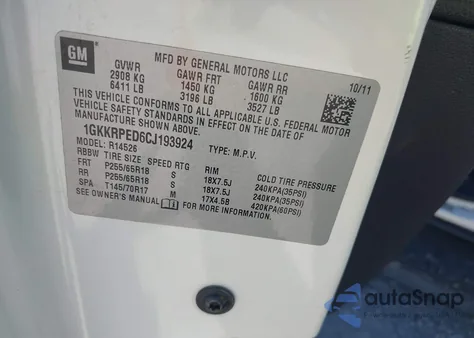 GM
MFD BY GENERAL MOTORS LLC 10/11
GVWR GAWR FRT GAWR RR
2908 KG 1450 KG 1600 KG
6411 LB 3196 LB 3527 LB
THIS VEHICLE CONFORMS TO ALL APPLICABLE U.S. FEDERAL MOTOR
VEHICLE SAFETY STANDARDS IN EFFECT ON THE DATE OF
MANUFACTURE SHOWN ABOVE.
1GKKRPED6CJ193924 TYPE: M.P.V.
MODEL: R14526
RBBW TIRE SIZE SPEED RTG RIM COLD TIRE PRESSURE
FRT P255/65R18 S 18X7.5J 240KPA(35PSI)
RR P255/65R18 S 18X7.5J 240KPA(35PSI)
SPA T145/70R17 M 17X4.5B 420KPA(60PSI)
SEE OWNER'S MANUAL FOR MORE INFORMATION.
autoSnap